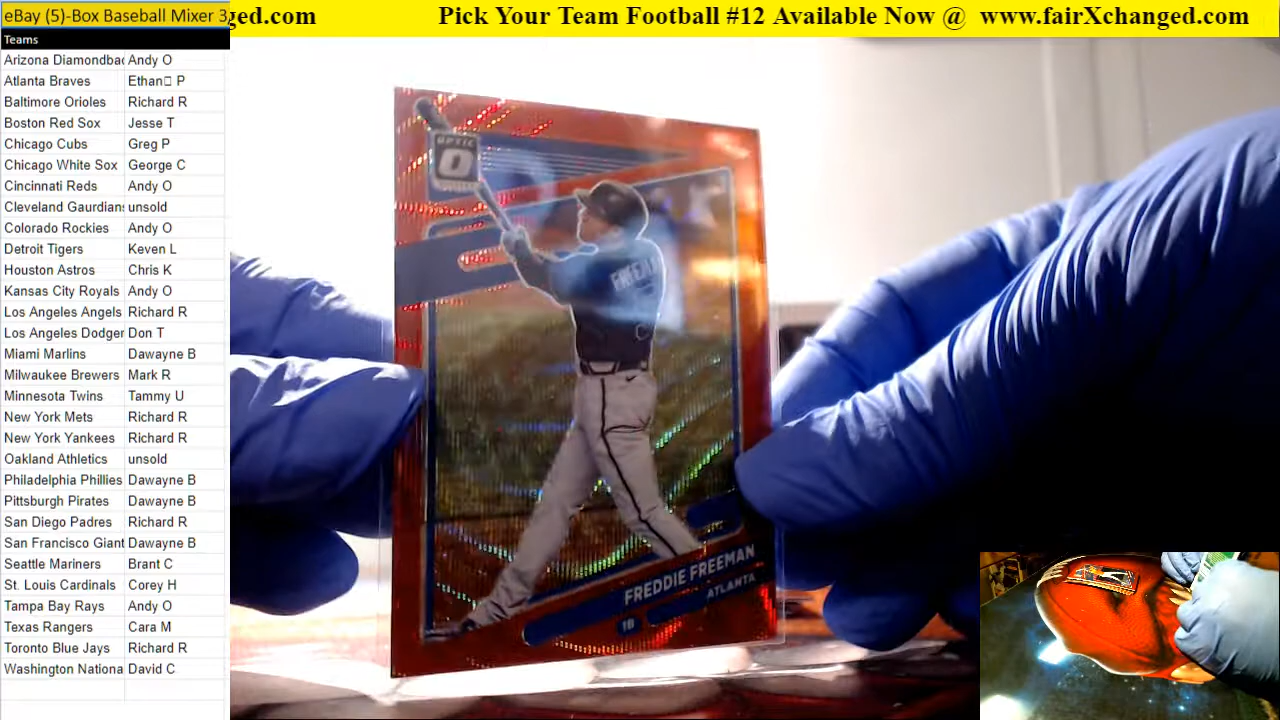 eBay (5)-Box Baseball Mixer 3
ged.com Pick Your Team Football #12 Available Now @ www.fairXchanged.com
Teams
Arizona Diamondbac Andy O
Atlanta Braves Ethan P
Baltimore Orioles Richard R
Boston Red Sox Jesse T
Chicago Cubs Greg P
Chicago White Sox George C
Cincinnati Reds Andy O
Cleveland Gaurdians unsold
Colorado Rockies Andy O
Detroit Tigers Keven L
Houston Astros Chris K
Kansas City Royals Andy O
Los Angeles Angels Richard R
Los Angeles Dodger Don T
Miami Marlins Dawayne B
Milwaukee Brewers Mark R
Minnesota Twins Tammy U
New York Mets Richard R
New York Yankees Richard R
Oakland Athletics unsold
Philadelphia Phillies Dawayne B
Pittsburgh Pirates Dawayne B
San Diego Padres Richard R
San Francisco Giant Dawayne B
Seattle Mariners Brant C
St. Louis Cardinals Corey H
Tampa Bay Rays Andy O
Texas Rangers Cara M
Toronto Blue Jays Richard R
Washington Nationa David C
OPTIC
FREDDIE FREEMAN
1B ATLANTA